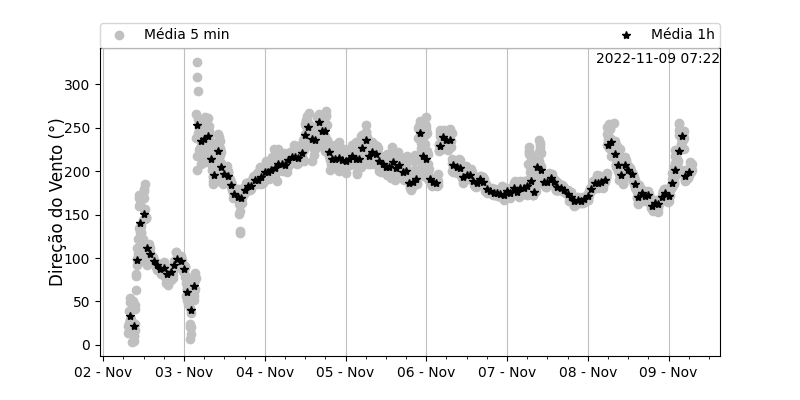 Média 5 min
Média 1h
2022-11-09 07:22
Direção do Vento (°)
300
250
200
150
100
50
0
02 - Nov
03 - Nov
04 - Nov
05 - Nov
06 - Nov
07 - Nov
08 - Nov
09 - Nov